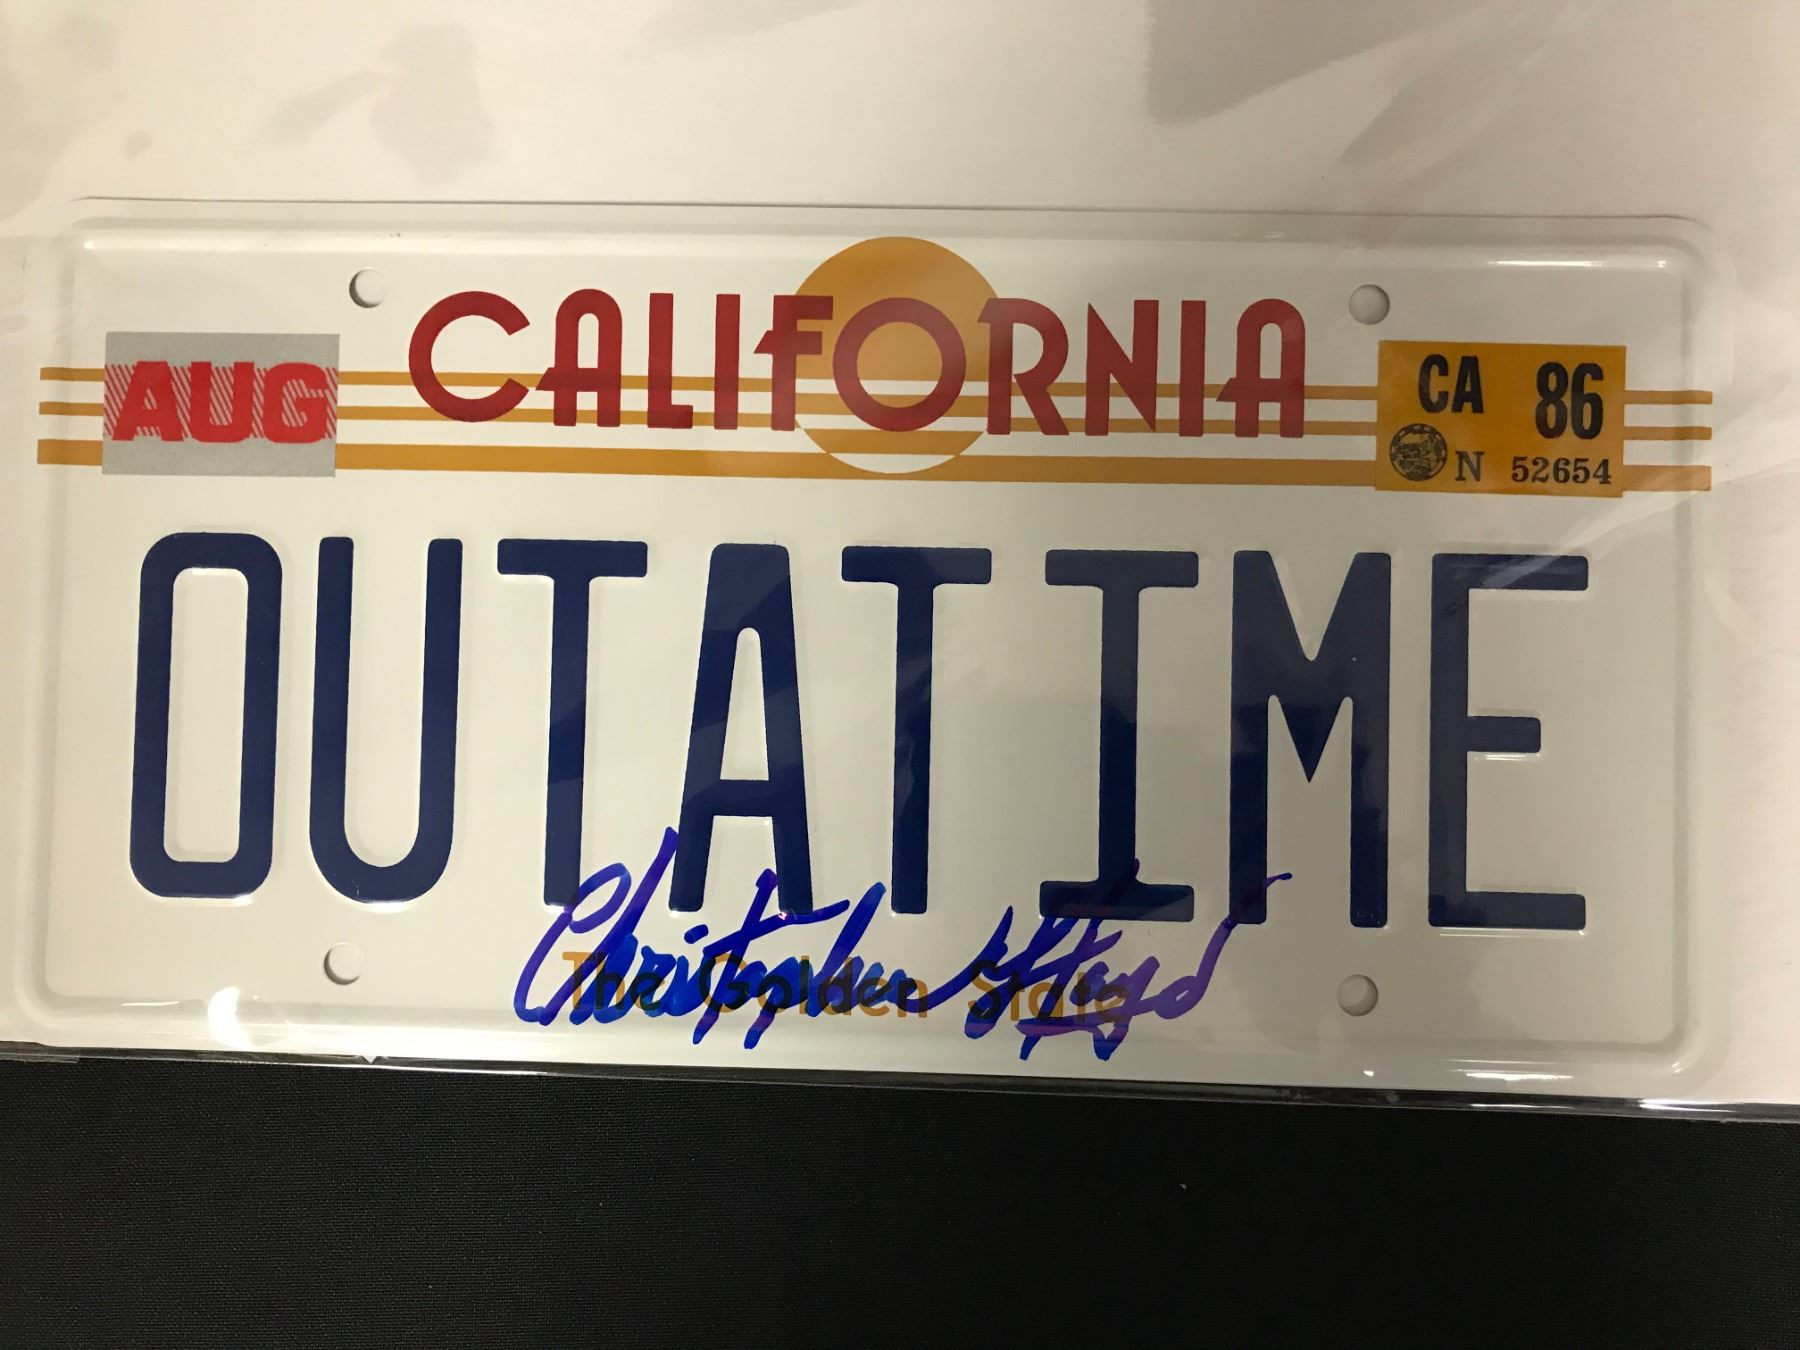 CALIFORNIA
AUG
CA 86
N 52654
OUTATIME
Christopher Lloyd
The Golden State